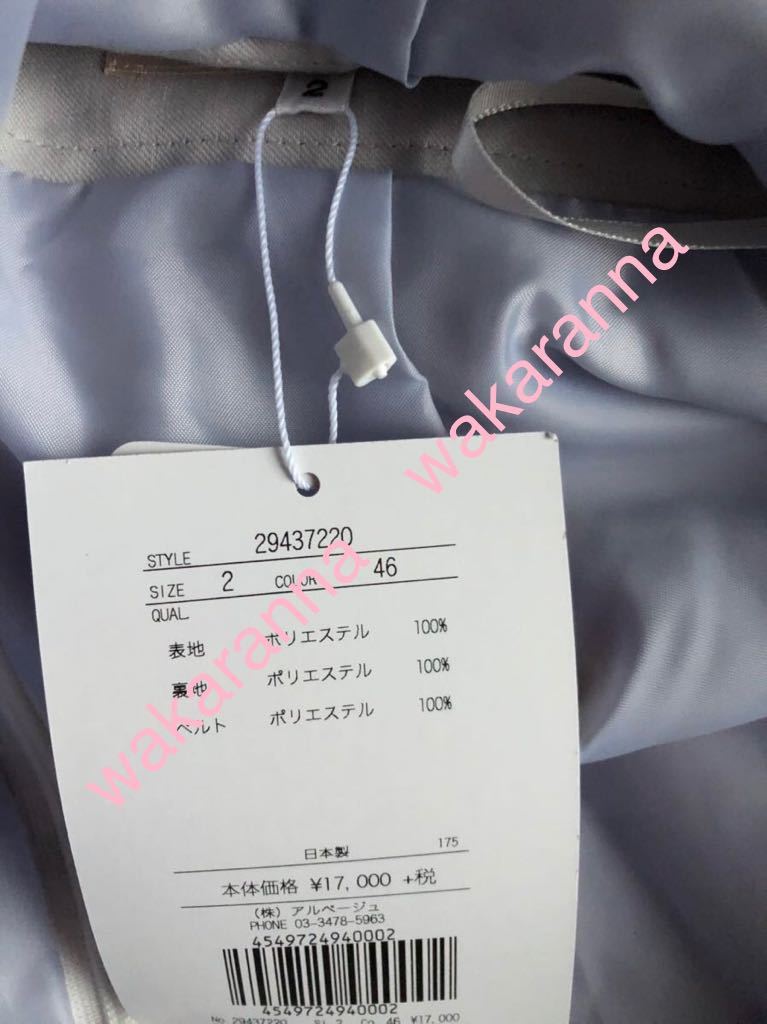 2
wakaranna
STYLE 29437220
SIZE 2 COLOR 46
QUAL.
表地 ポリエステル 100%
裏地 ポリエステル 100%
ベルト ポリエステル 100%
wakaranna
日本製 175
本体価格 ¥17,000 +税
(株) アルページュ
PHONE 03-3478-5963
4549724940002
4549724940002
No 29437220 Si 2 Co 46 ¥17,000